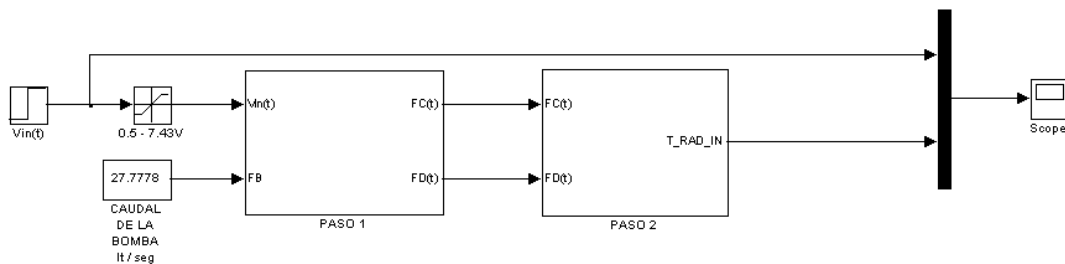 Vin(t)
0.5 - 7.43V
27.7778
CAUDAL
DE LA
BOMBA
lt / seg
Vin(t)
FB
FC(t)
FD(t)
PASO 1
FC(t)
FD(t)
T_RAD_IN
PASO 2
Scope